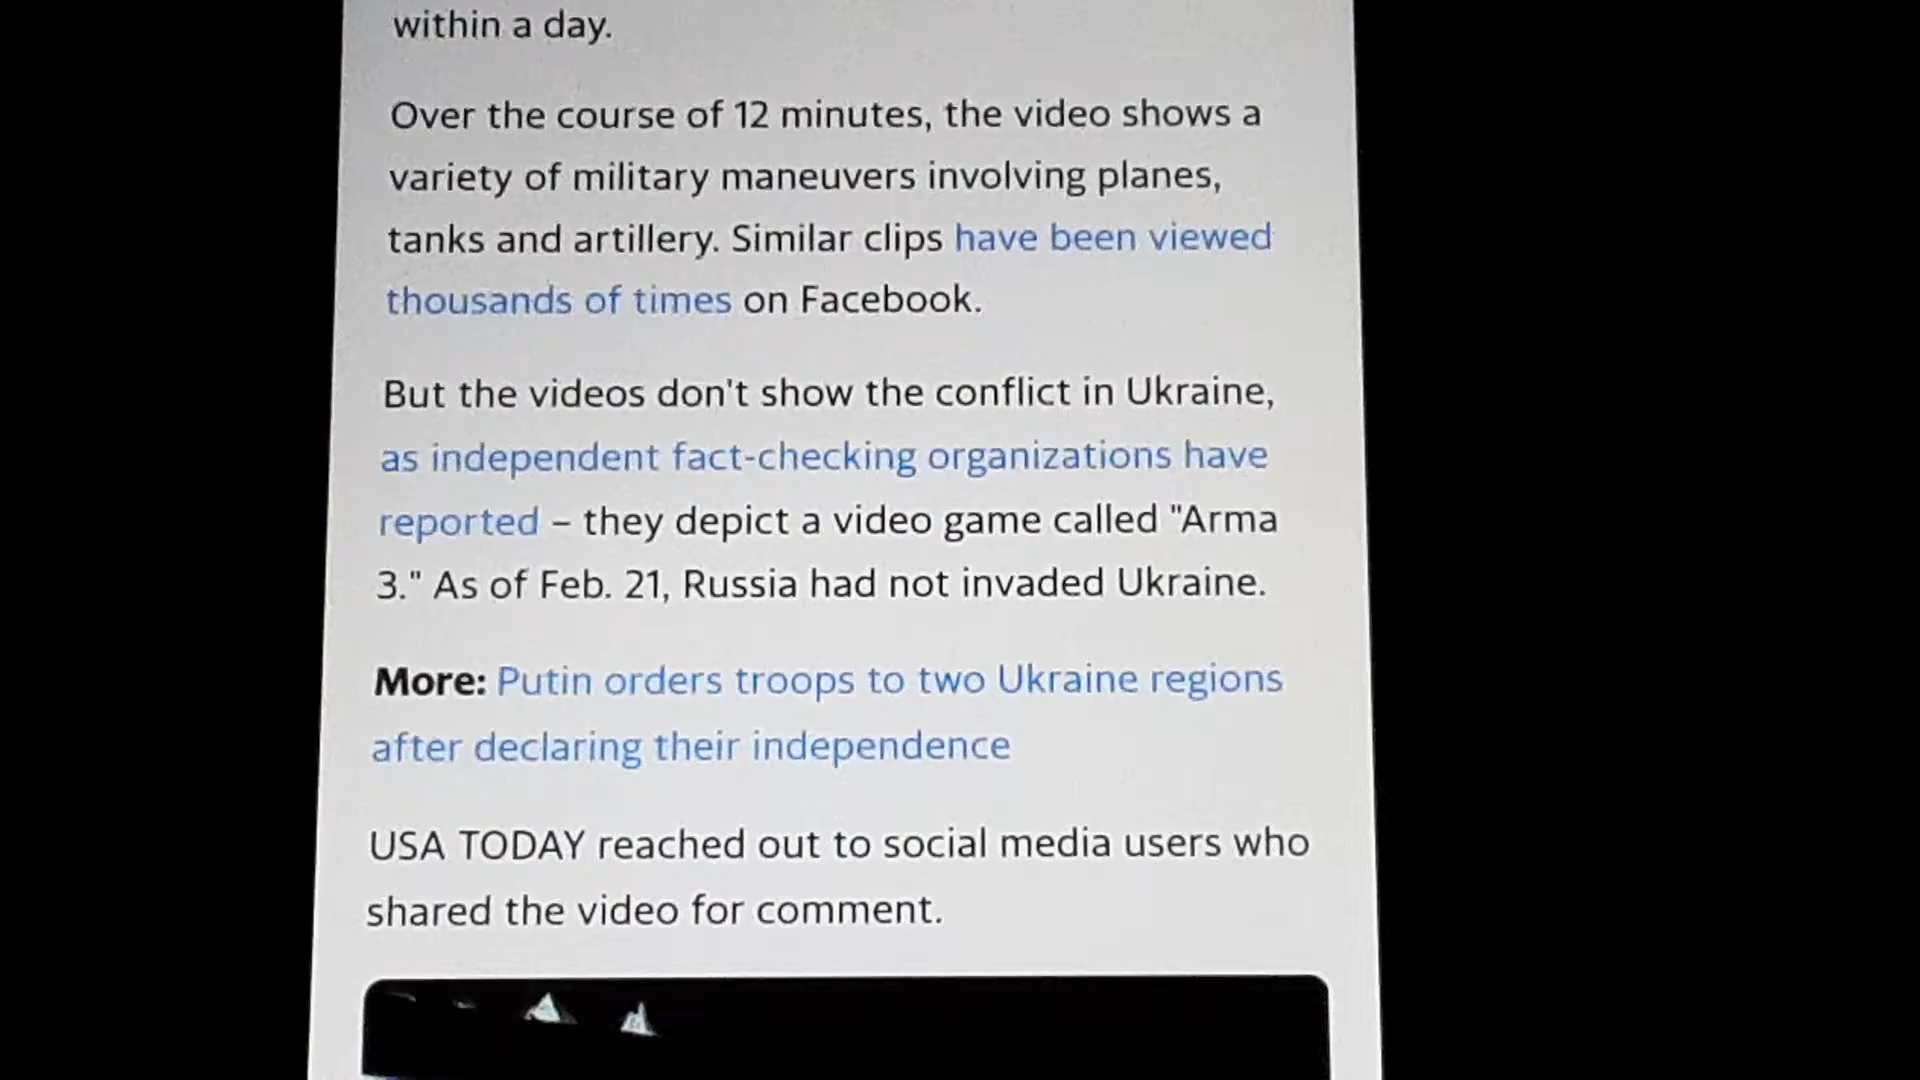 within a day.
Over the course of 12 minutes, the video shows a
variety of military maneuvers involving planes,
tanks and artillery. Similar clips have been viewed
thousands of times on Facebook.
But the videos don't show the conflict in Ukraine,
as independent fact-checking organizations have
reported – they depict a video game called "Arma
3." As of Feb. 21, Russia had not invaded Ukraine.
More: Putin orders troops to two Ukraine regions
after declaring their independence
USA TODAY reached out to social media users who
shared the video for comment.